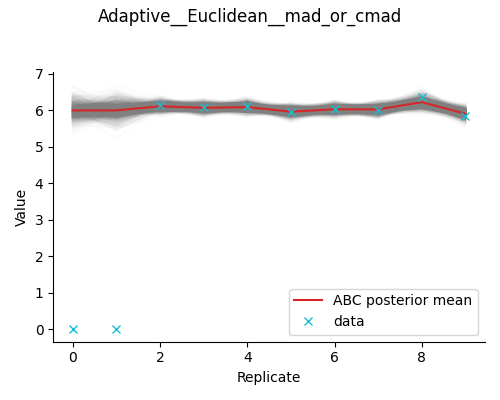 Adaptive__Euclidean__mad_or_cmad
7
6
5
4
3
2
1
0
Value
0 2 4 6 8
Replicate
ABC posterior mean
data